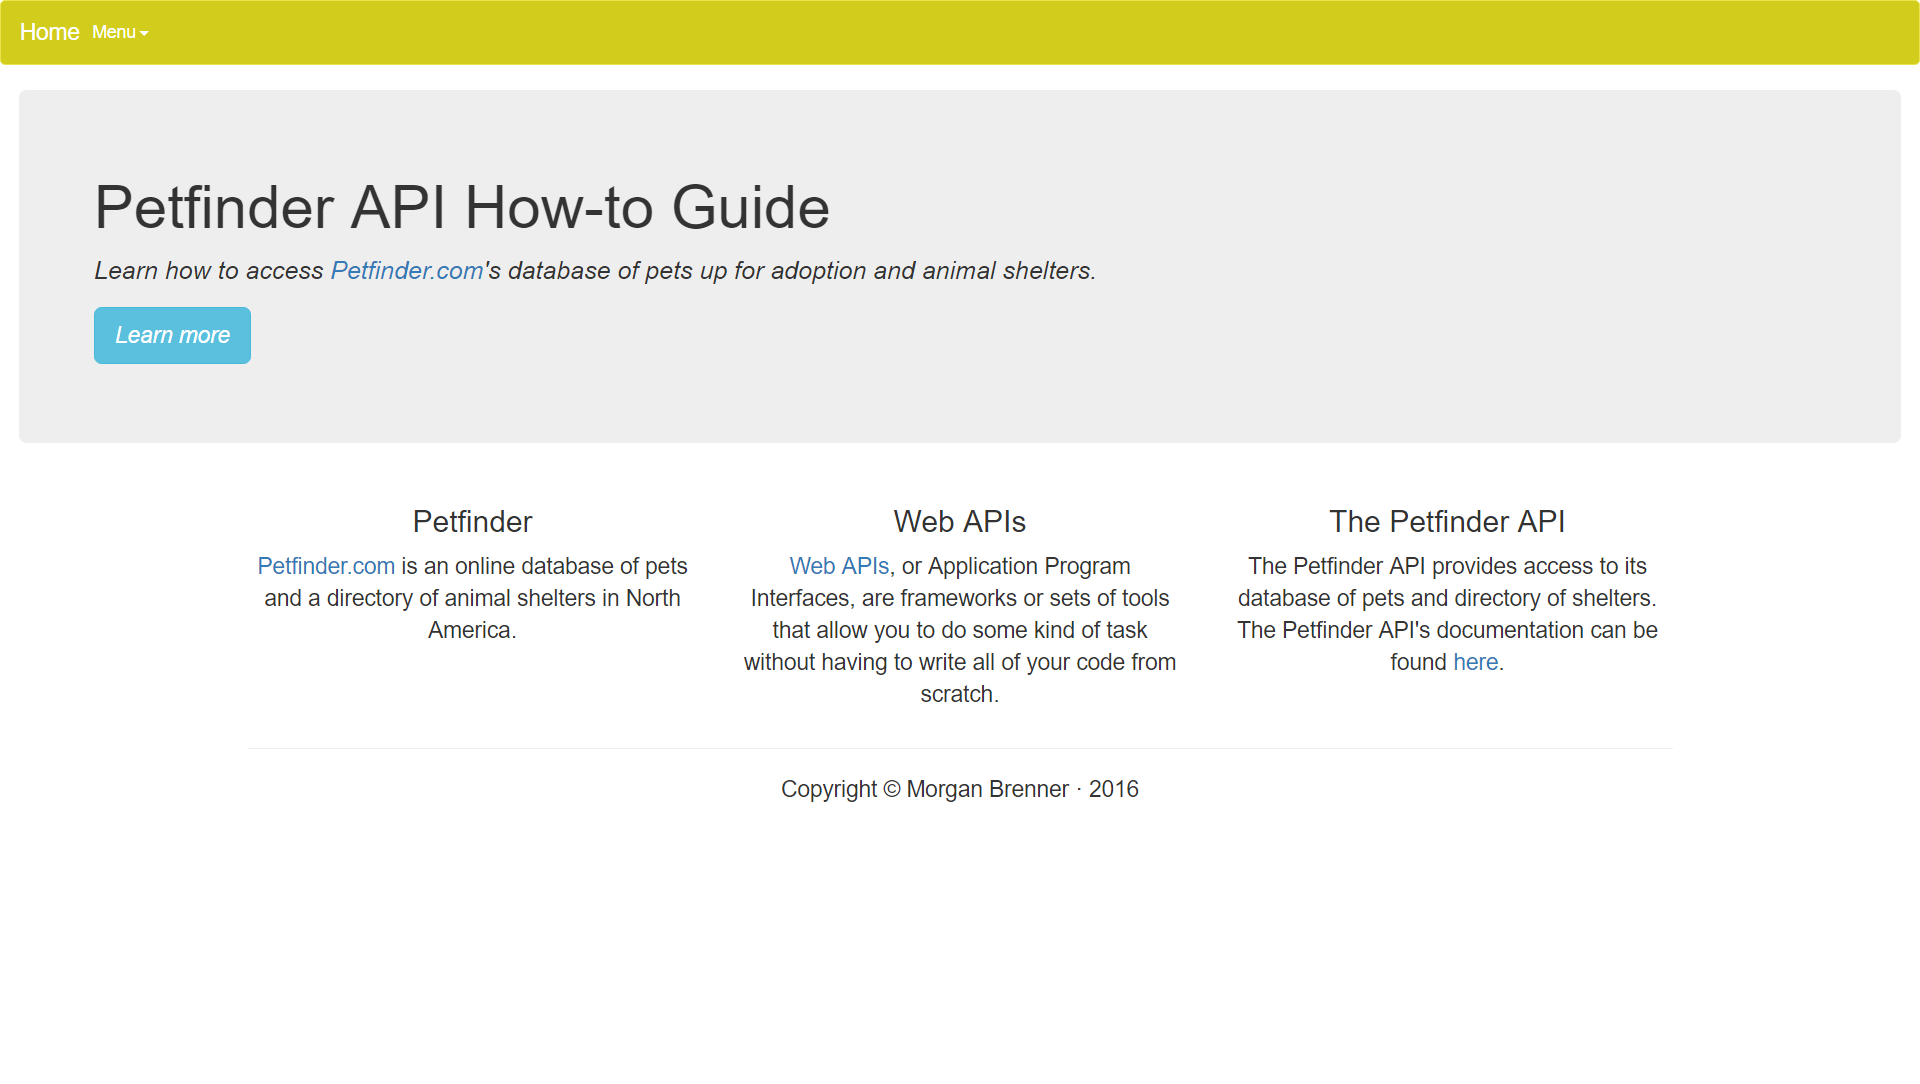 Home Menu
Petfinder API How-to Guide
Learn how to access Petfinder.com's database of pets up for adoption and animal shelters.
Learn more
Petfinder
Petfinder.com is an online database of pets
and a directory of animal shelters in North
America.
Web APIs
Web APIs, or Application Program
Interfaces, are frameworks or sets of tools
that allow you to do some kind of task
without having to write all of your code from
scratch.
The Petfinder API
The Petfinder API provides access to its
database of pets and directory of shelters.
The Petfinder API's documentation can be
found here.
Copyright © Morgan Brenner · 2016